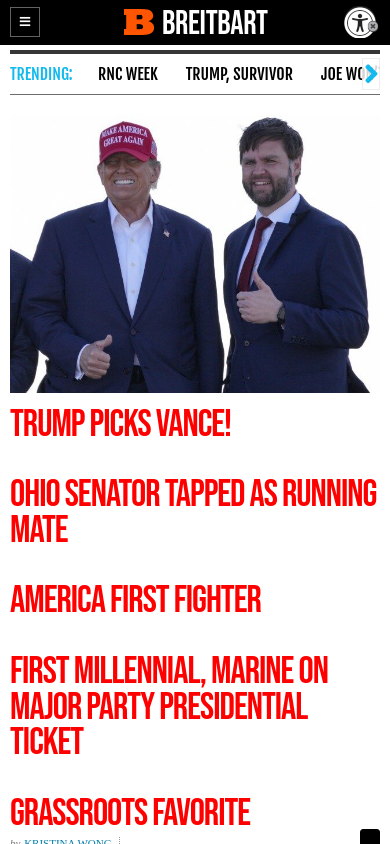 BREITBART
TRENDING: RNC WEEK TRUMP, SURVIVOR JOE
MAKE AMERICA
GREAT AGAIN
TRUMP PICKS VANCE!
OHIO SENATOR TAPPED AS RUNNING
MATE
AMERICA FIRST FIGHTER
FIRST MILLENNIAL, MARINE ON
MAJOR PARTY PRESIDENTIAL
TICKET
GRASSROOTS FAVORITE
by KRISTINA WONG